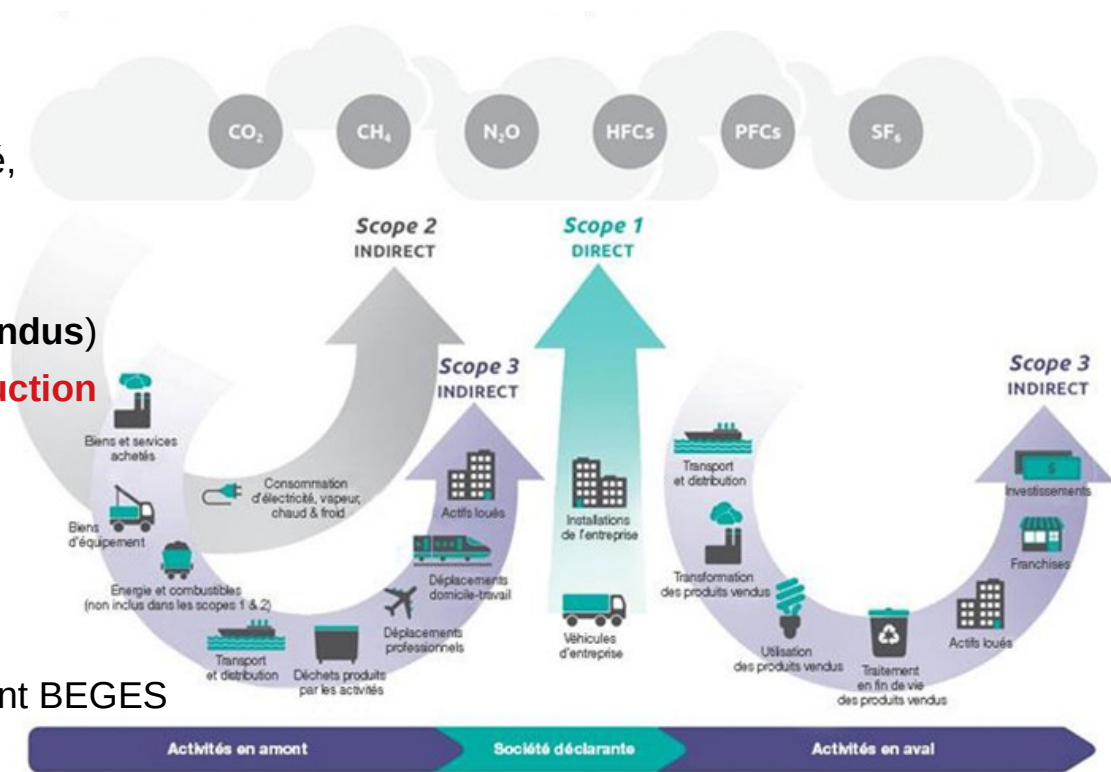 CO₂ CH₄ N₂O HFCs PFCs SF₆
é,
Scope 2
INDIRECT
Scope 1
DIRECT
ndus)
uction
Scope 3
INDIRECT
Scope 3
INDIRECT
Biens et services
achetés
Consommation
d'électricité, vapeur,
chaud & froid
Biens
d'équipement
Energie et combustibles
(non inclus dans les scopes 1 & 2)
Transport
et distribution
Déchets produits
par les activités
Déplacements
professionnels
Déplacements
domicile-travail
Actifs loués
Installations
de l'entreprise
Véhicules
d'entreprise
Transport
et distribution
Transformation
des produits vendus
Utilisation
des produits vendus
Traitement
en fin de vie
des produits vendus
Actifs loués
Franchises
Investissements
$
nt BEGES
Activités en amont
Société déclarante
Activités en aval